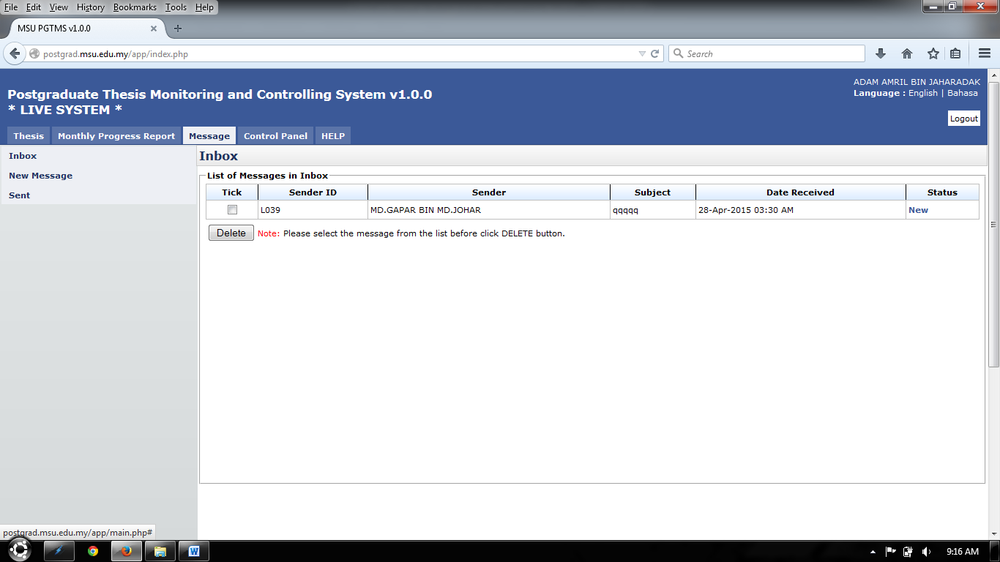 File Edit View History Bookmarks Tools Help
MSU PGTMS v1.0.0
postgrad.msu.edu.my/app/index.php
Search
ADAM AMRIL BIN JAHARADAK
Language : English | Bahasa
Postgraduate Thesis Monitoring and Controlling System v1.0.0
* LIVE SYSTEM *
Logout
Thesis Monthly Progress Report Message Control Panel HELP
Inbox
New Message
Sent
Inbox
List of Messages in Inbox
Tick Sender ID Sender Subject Date Received Status
L039 MD.GAPAR BIN MD.JOHAR qqqqq 28-Apr-2015 03:30 AM New
Delete Note: Please select the message from the list before click DELETE button.
postgrad.msu.edu.my/app/main.php#
9:16 AM